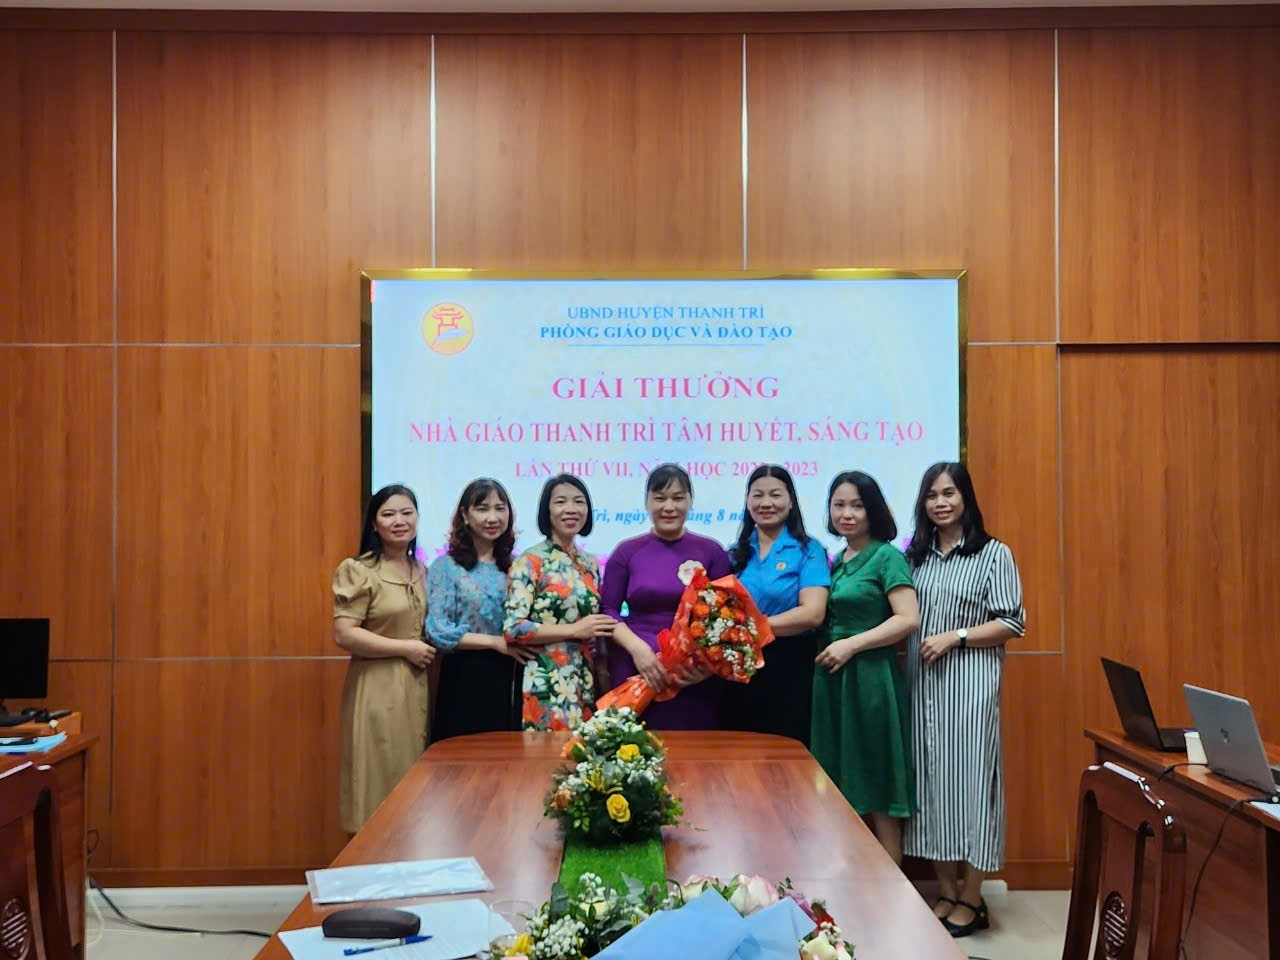 UBND HUYỆN THANH TRÌ
PHÒNG GIÁO DỤC VÀ ĐÀO TẠO
GIẢI THƯỞNG
NHÀ GIÁO THANH TRÌ TÂM HUYẾT, SÁNG TẠO
LẦN THỨ VII, NĂM HỌC 2023
Trì, ngày 8